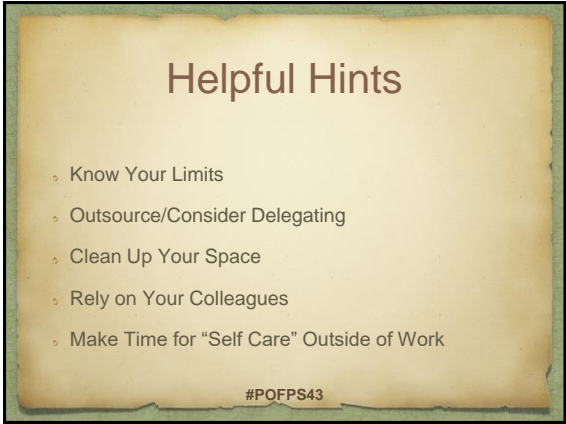 Helpful Hints
Know Your Limits
Outsource/Consider Delegating
Clean Up Your Space
Rely on Your Colleagues
Make Time for “Self Care” Outside of Work
#POFPS43